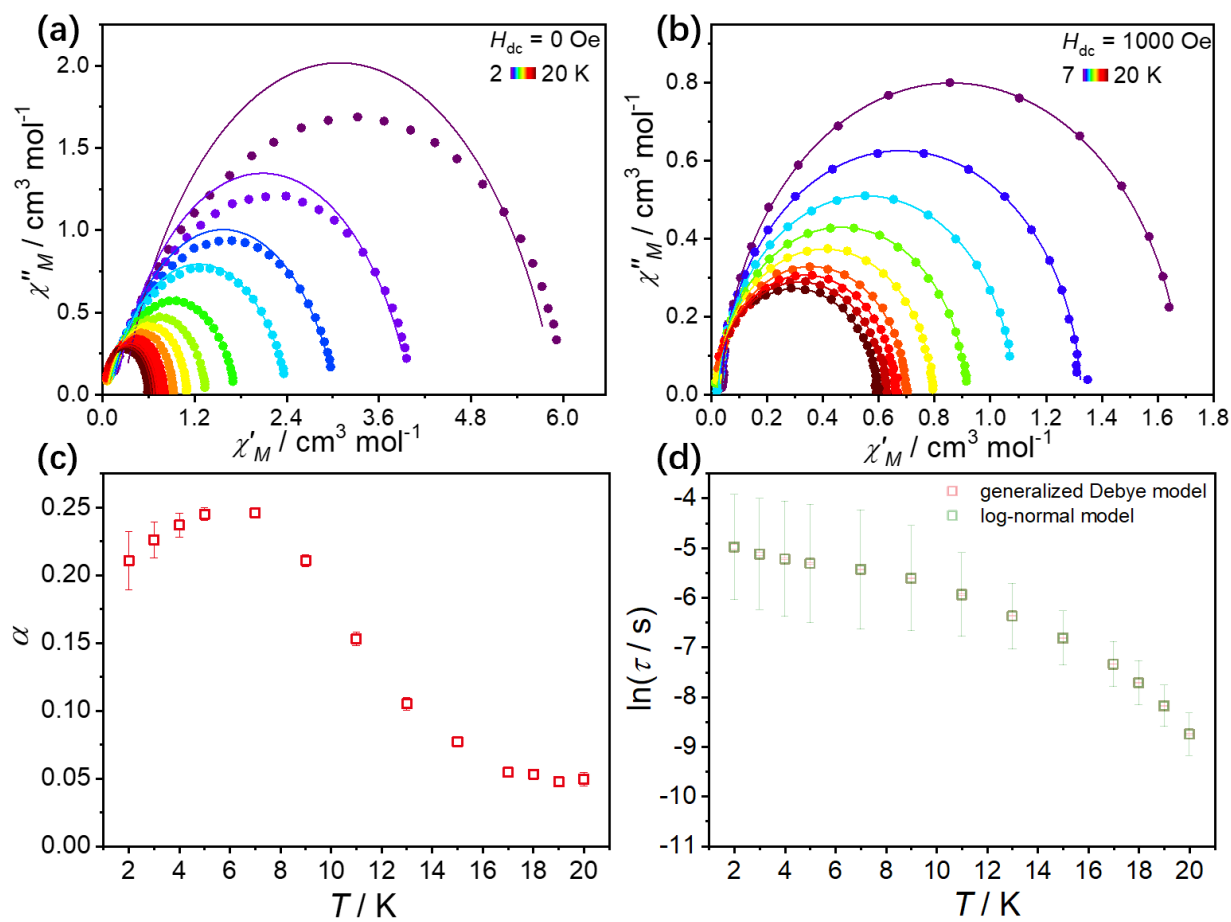 (a)
H_dc = 0 Oe
2 20 K
χ″_M / cm³ mol⁻¹
2.0
1.5
1.0
0.5
0.0
0.0 1.2 2.4 3.6 4.8 6.0
χ′_M / cm³ mol⁻¹
(b)
H_dc = 1000 Oe
7 20 K
χ″_M / cm³ mol⁻¹
0.8
0.6
0.4
0.2
0.0
0.0 0.2 0.4 0.6 0.8 1.0 1.2 1.4 1.6 1.8
χ′_M / cm³ mol⁻¹
(c)
α
0.25
0.20
0.15
0.10
0.05
0.00
2 4 6 8 10 12 14 16 18 20
T / K
(d)
generalized Debye model
log-normal model
ln(τ / s)
-4
-5
-6
-7
-8
-9
-10
-11
2 4 6 8 10 12 14 16 18 20
T / K